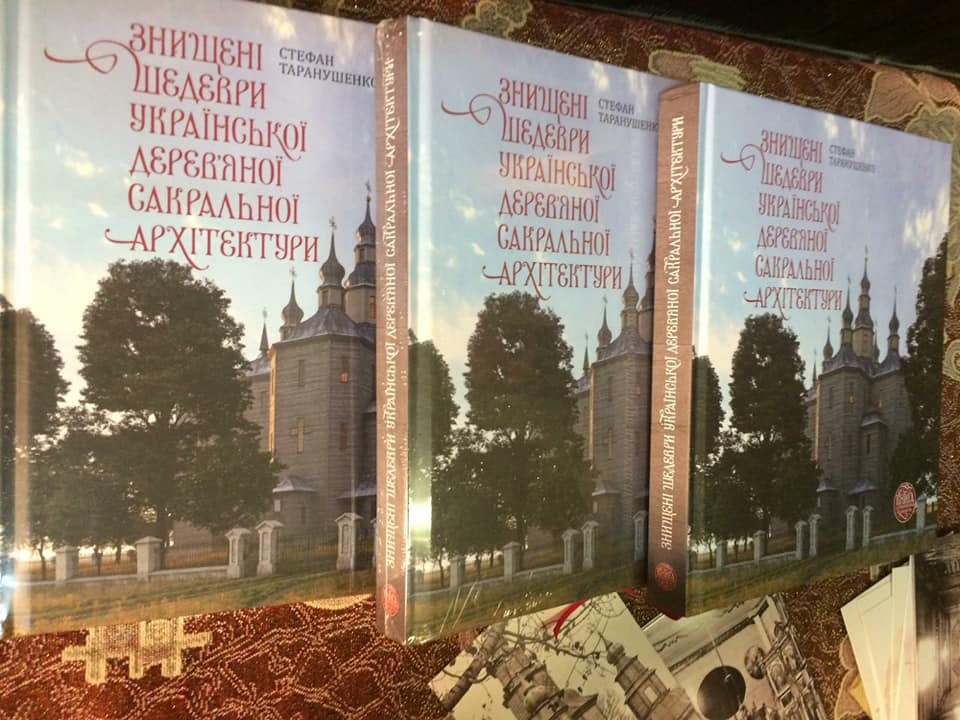 ЗНИЩЕНІ
ШЕДЕВРИ
УКРАЇНСЬКОЇ
ДЕРЕВ'ЯНОЇ
САКРАЛЬНОЇ
АРХІТЕКТУРИ
СТЕФАН
ТАРАНУШЕНКО
ЗНИЩЕНІ ШЕДЕВРИ УКРАЇНСЬКОЇ ДЕРЕВ'ЯНОЇ САКРАЛЬНОЇ АРХІТЕКТУРИ
ЗНИЩЕНІ
ШЕДЕВРИ
УКРАЇНСЬКОЇ
ДЕРЕВ'ЯНОЇ
САКРАЛЬНОЇ
АРХІТЕКТУРИ
СТЕФАН
ТАРАНУШЕНКО
ЗНИЩЕНІ ШЕДЕВРИ УКРАЇНСЬКОЇ ДЕРЕВ'ЯНОЇ САКРАЛЬНОЇ АРХІТЕКТУРИ
ЗНИЩЕНІ
ШЕДЕВРИ
УКРАЇНСЬКОЇ
ДЕРЕВ'ЯНОЇ
САКРАЛЬНОЇ
АРХІТЕКТУРИ
СТЕФАН
ТАРАНУШЕНКО